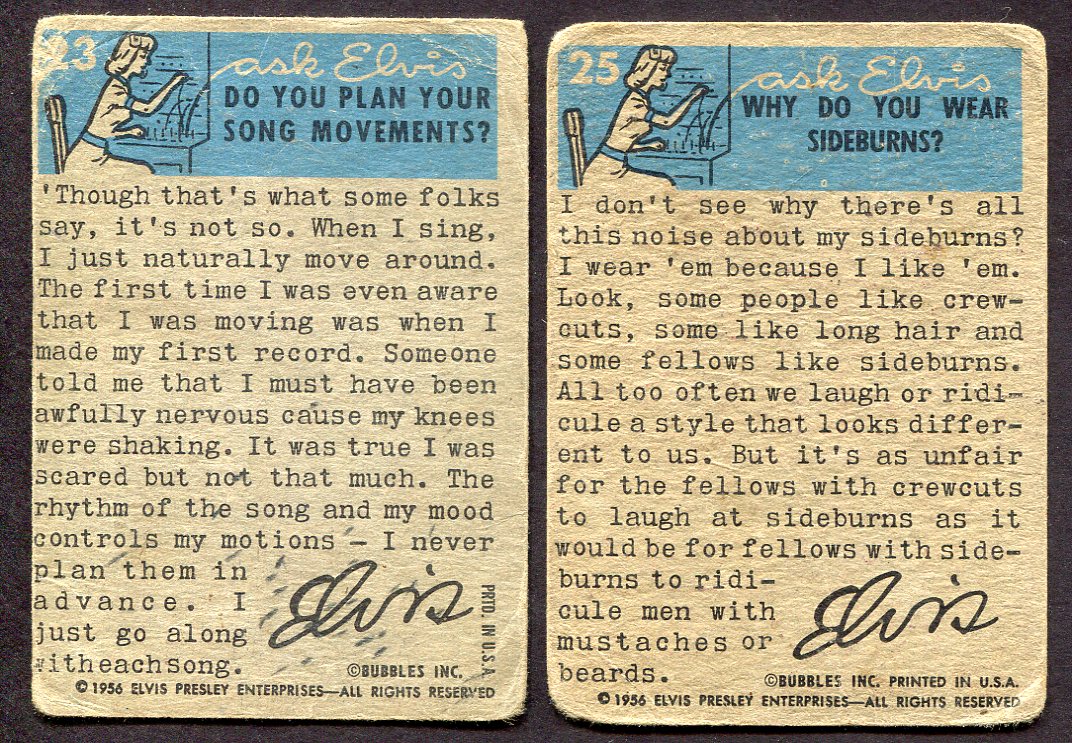 23
ask Elvis
DO YOU PLAN YOUR
SONG MOVEMENTS?
'Though that's what some folks
say, it's not so. When I sing,
I just naturally move around.
The first time I was even aware
that I was moving was when I
made my first record. Someone
told me that I must have been
awfully nervous cause my knees
were shaking. It was true I was
scared but not that much. The
rhythm of the song and my mood
controls my motions - I never
plan them in
advance. I
just go along
witheachsong.
Elvis
PRTD. IN U.S.A.
©BUBBLES INC.
© 1956 ELVIS PRESLEY ENTERPRISES—ALL RIGHTS RESERVED
25
ask Elvis
WHY DO YOU WEAR
SIDEBURNS?
I don't see why there's all
this noise about my sideburns?
I wear 'em because I like 'em.
Look, some people like crew-
cuts, some like long hair and
some fellows like sideburns.
All too often we laugh or ridi-
cule a style that looks differ-
ent to us. But it's as unfair
for the fellows with crewcuts
to laugh at sideburns as it
would be for fellows with side-
burns to ridi-
cule men with
mustaches or
beards.
Elvis
©BUBBLES INC. PRINTED IN U.S.A.
© 1956 ELVIS PRESLEY ENTERPRISES—ALL RIGHTS RESERVED